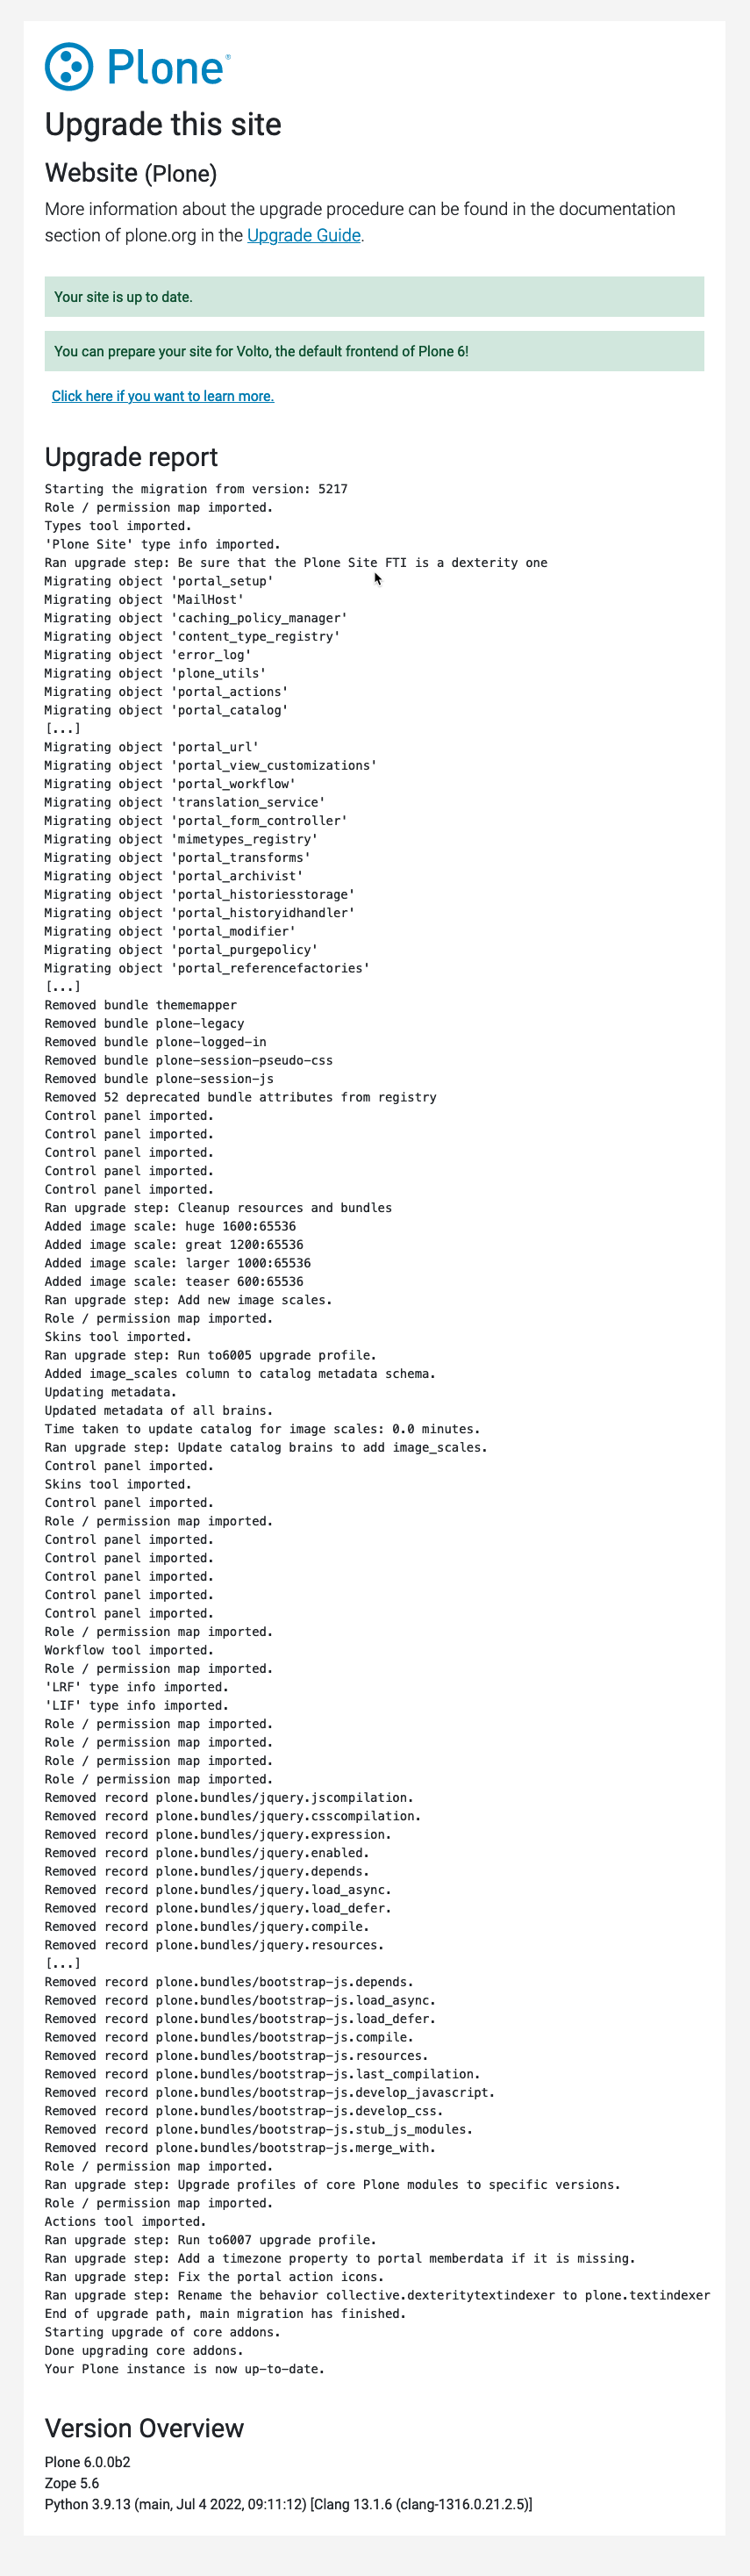 Plone®
Upgrade this site
Website (Plone)
More information about the upgrade procedure can be found in the documentation
section of plone.org in the Upgrade Guide.
Your site is up to date.
You can prepare your site for Volto, the default frontend of Plone 6!
Click here if you want to learn more.
Upgrade report
Starting the migration from version: 5217
Role / permission map imported.
Types tool imported.
'Plone Site' type info imported.
Ran upgrade step: Be sure that the Plone Site FTI is a dexterity one
Migrating object 'portal_setup'
Migrating object 'MailHost'
Migrating object 'caching_policy_manager'
Migrating object 'content_type_registry'
Migrating object 'error_log'
Migrating object 'plone_utils'
Migrating object 'portal_actions'
Migrating object 'portal_catalog'
[...]
Migrating object 'portal_url'
Migrating object 'portal_view_customizations'
Migrating object 'portal_workflow'
Migrating object 'translation_service'
Migrating object 'portal_form_controller'
Migrating object 'mimetypes_registry'
Migrating object 'portal_transforms'
Migrating object 'portal_archivist'
Migrating object 'portal_historiesstorage'
Migrating object 'portal_historyidhandler'
Migrating object 'portal_modifier'
Migrating object 'portal_purgepolicy'
Migrating object 'portal_referencefactories'
[...]
Removed bundle thememapper
Removed bundle plone-legacy
Removed bundle plone-logged-in
Removed bundle plone-session-pseudo-css
Removed bundle plone-session-js
Removed 52 deprecated bundle attributes from registry
Control panel imported.
Control panel imported.
Control panel imported.
Control panel imported.
Control panel imported.
Ran upgrade step: Cleanup resources and bundles
Added image scale: huge 1600:65536
Added image scale: great 1200:65536
Added image scale: larger 1000:65536
Added image scale: teaser 600:65536
Ran upgrade step: Add new image scales.
Role / permission map imported.
Skins tool imported.
Ran upgrade step: Run to6005 upgrade profile.
Added image_scales column to catalog metadata schema.
Updating metadata.
Updated metadata of all brains.
Time taken to update catalog for image scales: 0.0 minutes.
Ran upgrade step: Update catalog brains to add image_scales.
Control panel imported.
Skins tool imported.
Control panel imported.
Role / permission map imported.
Control panel imported.
Control panel imported.
Control panel imported.
Control panel imported.
Control panel imported.
Role / permission map imported.
Workflow tool imported.
Role / permission map imported.
'LRF' type info imported.
'LIF' type info imported.
Role / permission map imported.
Role / permission map imported.
Role / permission map imported.
Role / permission map imported.
Removed record plone.bundles/jquery.jscompilation.
Removed record plone.bundles/jquery.csscompilation.
Removed record plone.bundles/jquery.expression.
Removed record plone.bundles/jquery.enabled.
Removed record plone.bundles/jquery.depends.
Removed record plone.bundles/jquery.load_async.
Removed record plone.bundles/jquery.load_defer.
Removed record plone.bundles/jquery.compile.
Removed record plone.bundles/jquery.resources.
[...]
Removed record plone.bundles/bootstrap-js.depends.
Removed record plone.bundles/bootstrap-js.load_async.
Removed record plone.bundles/bootstrap-js.load_defer.
Removed record plone.bundles/bootstrap-js.compile.
Removed record plone.bundles/bootstrap-js.resources.
Removed record plone.bundles/bootstrap-js.last_compilation.
Removed record plone.bundles/bootstrap-js.develop_javascript.
Removed record plone.bundles/bootstrap-js.develop_css.
Removed record plone.bundles/bootstrap-js.stub_js_modules.
Removed record plone.bundles/bootstrap-js.merge_with.
Role / permission map imported.
Ran upgrade step: Upgrade profiles of core Plone modules to specific versions.
Role / permission map imported.
Actions tool imported.
Ran upgrade step: Run to6007 upgrade profile.
Ran upgrade step: Add a timezone property to portal memberdata if it is missing.
Ran upgrade step: Fix the portal action icons.
Ran upgrade step: Rename the behavior collective.dexteritytextindexer to plone.textindexer
End of upgrade path, main migration has finished.
Starting upgrade of core addons.
Done upgrading core addons.
Your Plone instance is now up-to-date.
Version Overview
Plone 6.0.0b2
Zope 5.6
Python 3.9.13 (main, Jul 4 2022, 09:11:12) [Clang 13.1.6 (clang-1316.0.21.2.5)]